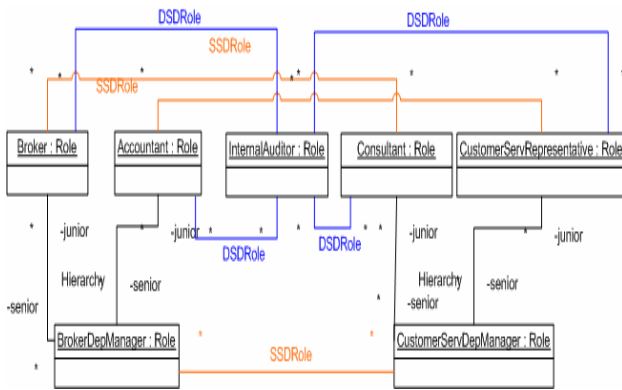 DSDRole
DSDRole
SSDRole
* * * * * * * *
SSDRole
Broker : Role
Accountant : Role
InternalAuditor : Role
Consultant : Role
CustomerServRepresentative : Role
* * * * * * *
-junior
-junior
DSDRole
DSDRole
-junior
-junior
Hierarchy*
-senior
Hierarchy*
-senior
-senior
*
-senior
BrokerDepManager : Role
* *
CustomerServDepManager : Role
*
SSDRole